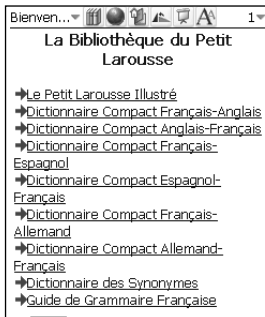 Bienven... 1
La Bibliothèque du Petit
Larousse
Le Petit Larousse Illustré
Dictionnaire Compact Français-Anglais
Dictionnaire Compact Anglais-Français
Dictionnaire Compact Français-
Espagnol
Dictionnaire Compact Espagnol-
Français
Dictionnaire Compact Français-
Allemand
Dictionnaire Compact Allemand-
Français
Dictionnaire des Synonymes
Guide de Grammaire Française